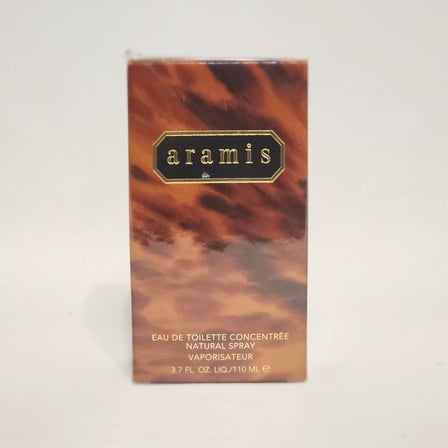 aramis
EAU DE TOILETTE CONCENTRÉE
NATURAL SPRAY
VAPORISATEUR
3.7 FL. OZ. LIQ./110 ML ℮